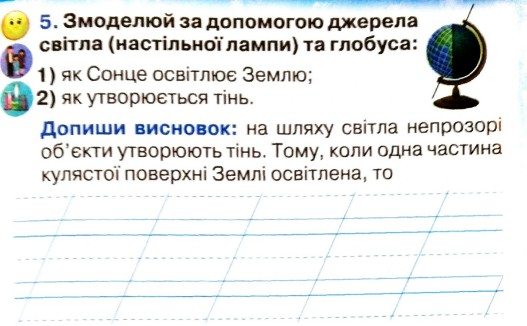 5. Змоделюй за допомогою джерела
світла (настільної лампи) та глобуса:
1) як Сонце освітлює Землю;
2) як утворюється тінь.
Допиши висновок: на шляху світла непрозорі
об'єкти утворюють тінь. Тому, коли одна частина
кулястої поверхні Землі освітлена, то